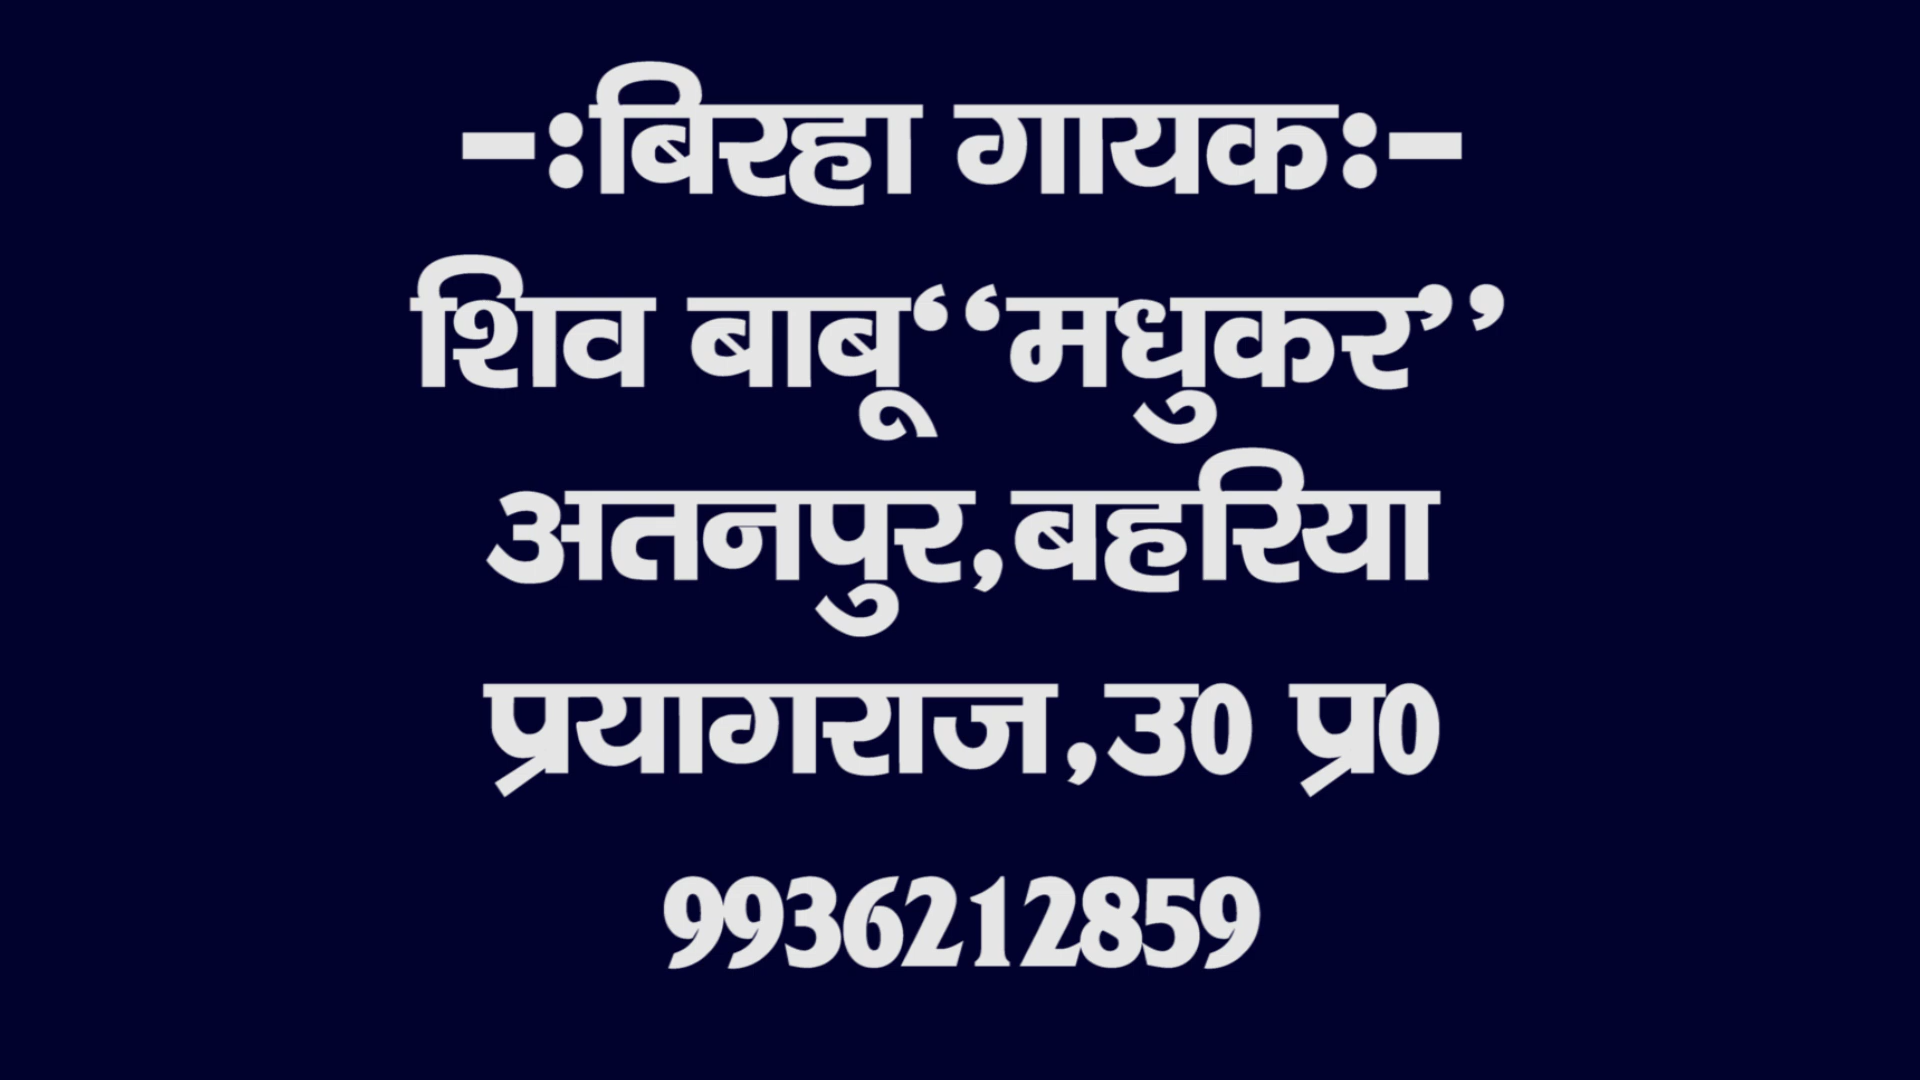 -:बिरहा गायक:-
शिव बाबू‘‘मधुकर’’
अतनपुर,बहरिया
प्रयागराज,उ0 प्र0
9936212859